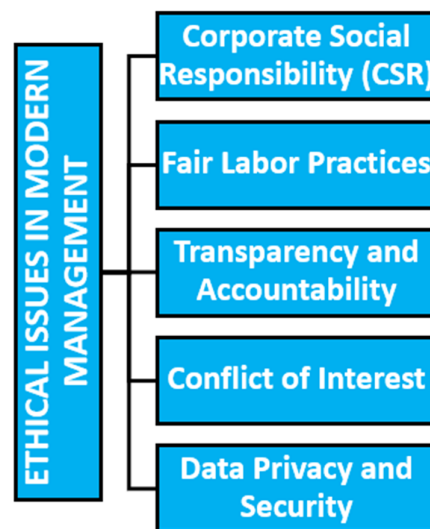 ETHICAL ISSUES IN MODERN
MANAGEMENT
Corporate Social
Responsibility (CSR)
Fair Labor Practices
Transparency and
Accountability
Conflict of Interest
Data Privacy and
Security